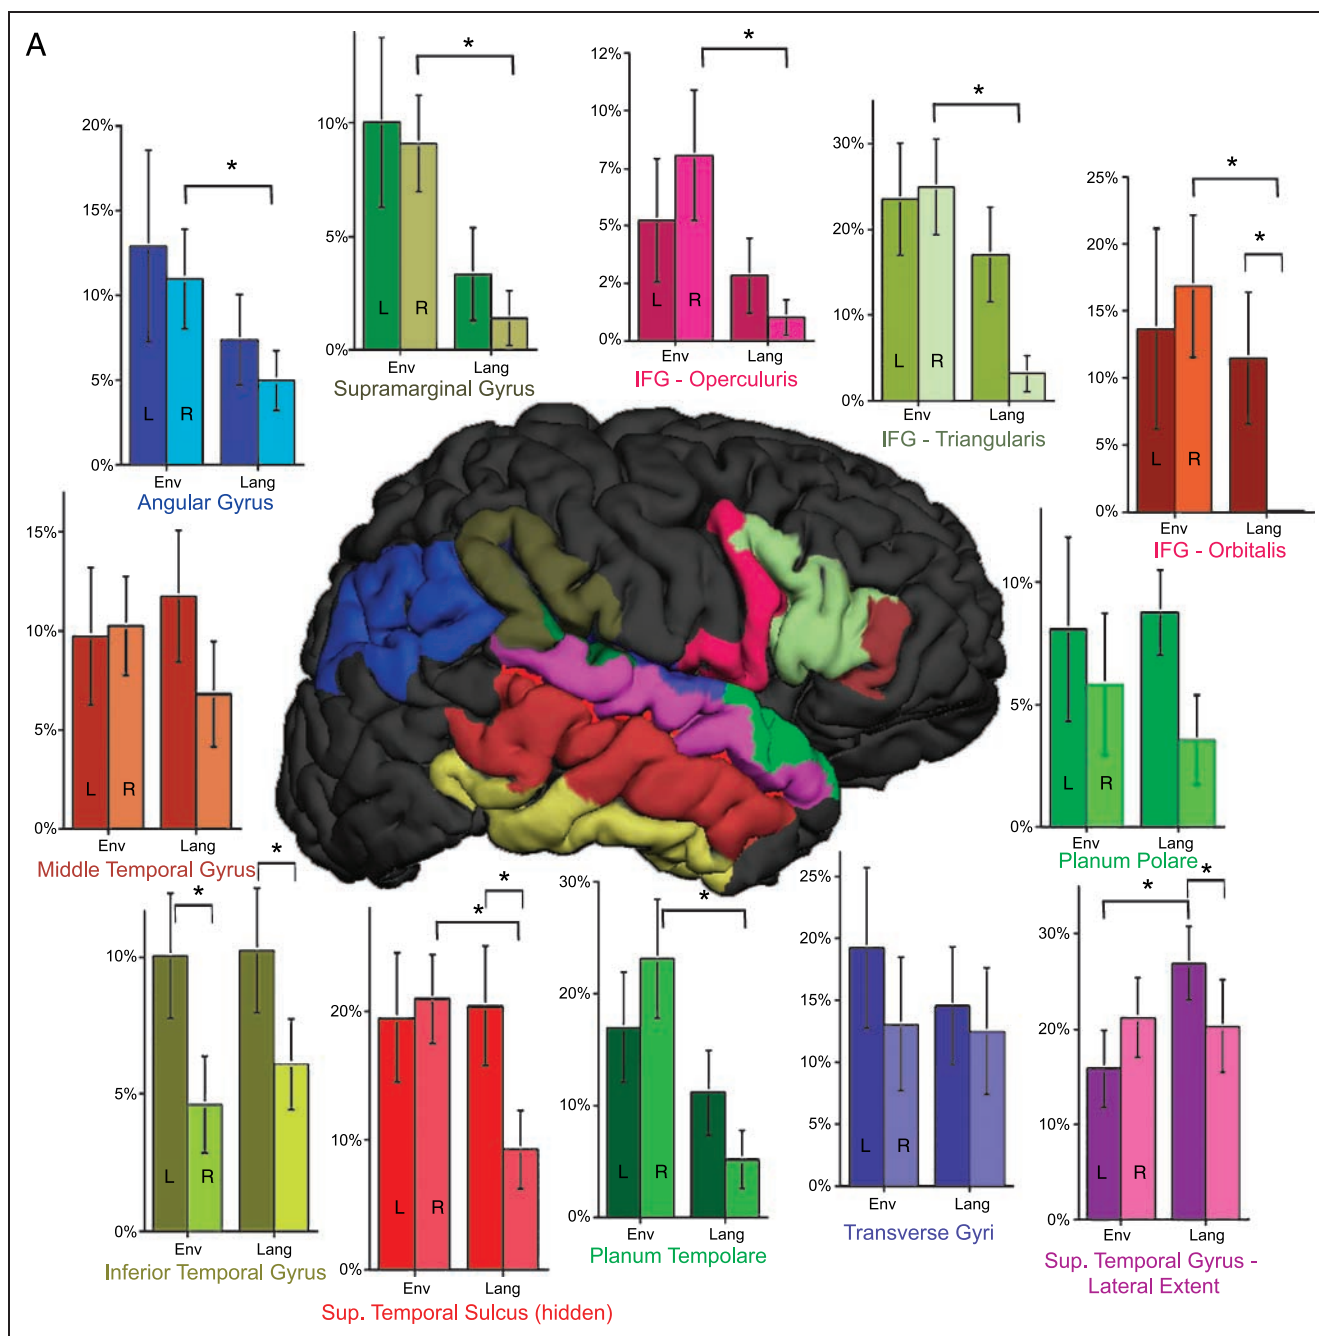 A
20%
15%
10%
5%
0%
L
R
*
Env
Lang
Angular Gyrus
10%
5%
0%
L
R
*
Env
Lang
Supramarginal Gyrus
12%
10%
7%
5%
2%
0%
L
R
*
Env
Lang
IFG - Operculuris
30%
20%
10%
0%
L
R
*
Env
Lang
IFG - Triangularis
25%
20%
15%
10%
5%
0%
L
R
*
*
Env
Lang
IFG - Orbitalis
15%
10%
5%
0%
L
R
Env
Lang
Middle Temporal Gyrus
10%
5%
0%
L
R
Env
Lang
Planum Polare
10%
5%
0%
L
R
*
*
Env
Lang
Inferior Temporal Gyrus
20%
10%
0%
L
R
*
*
Env
Lang
Sup. Temporal Sulcus (hidden)
30%
20%
10%
0%
L
R
*
Env
Lang
Planum Tempolare
25%
20%
15%
10%
5%
0%
L
R
Env
Lang
Transverse Gyri
30%
20%
10%
0%
L
R
*
*
Env
Lang
Sup. Temporal Gyrus -
Lateral Extent